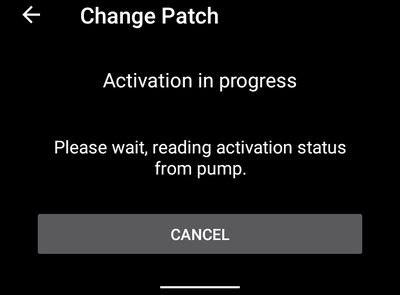 Change Patch
Activation in progress
Please wait, reading activation status
from pump.
CANCEL